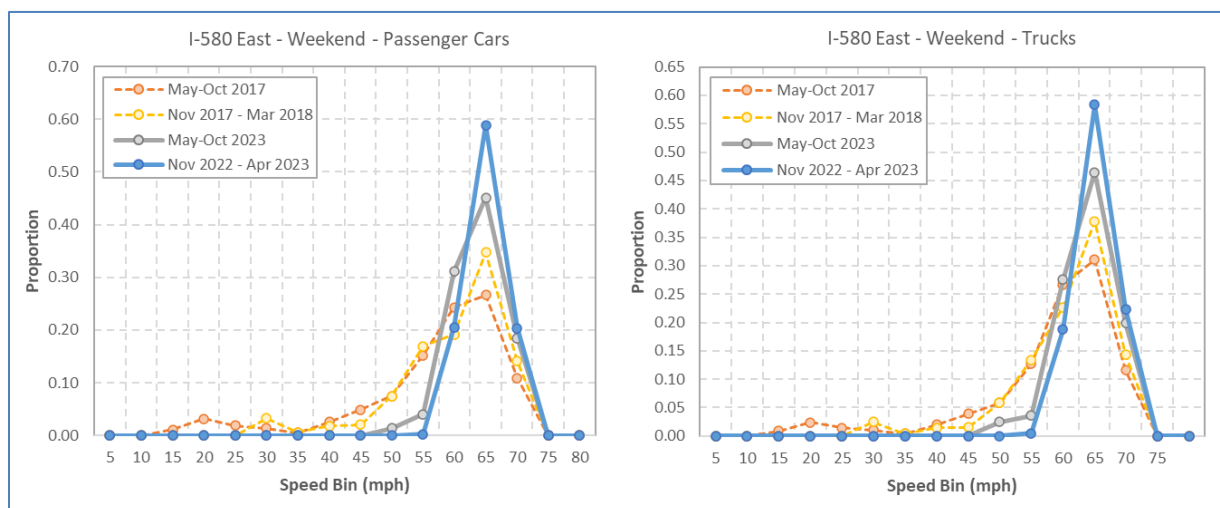 I-580 East - Weekend - Passenger Cars
0.70
0.60
0.50
0.40
0.30
0.20
0.10
0.00
Proportion
May-Oct 2017
Nov 2017 - Mar 2018
May-Oct 2023
Nov 2022 - Apr 2023
5 10 15 20 25 30 35 40 45 50 55 60 65 70 75 80
Speed Bin (mph)
I-580 East - Weekend - Trucks
0.65
0.60
0.55
0.50
0.45
0.40
0.35
0.30
0.25
0.20
0.15
0.10
0.05
0.00
Proportion
May-Oct 2017
Nov 2017 - Mar 2018
May-Oct 2023
Nov 2022 - Apr 2023
5 10 15 20 25 30 35 40 45 50 55 60 65 70 75
Speed Bin (mph)